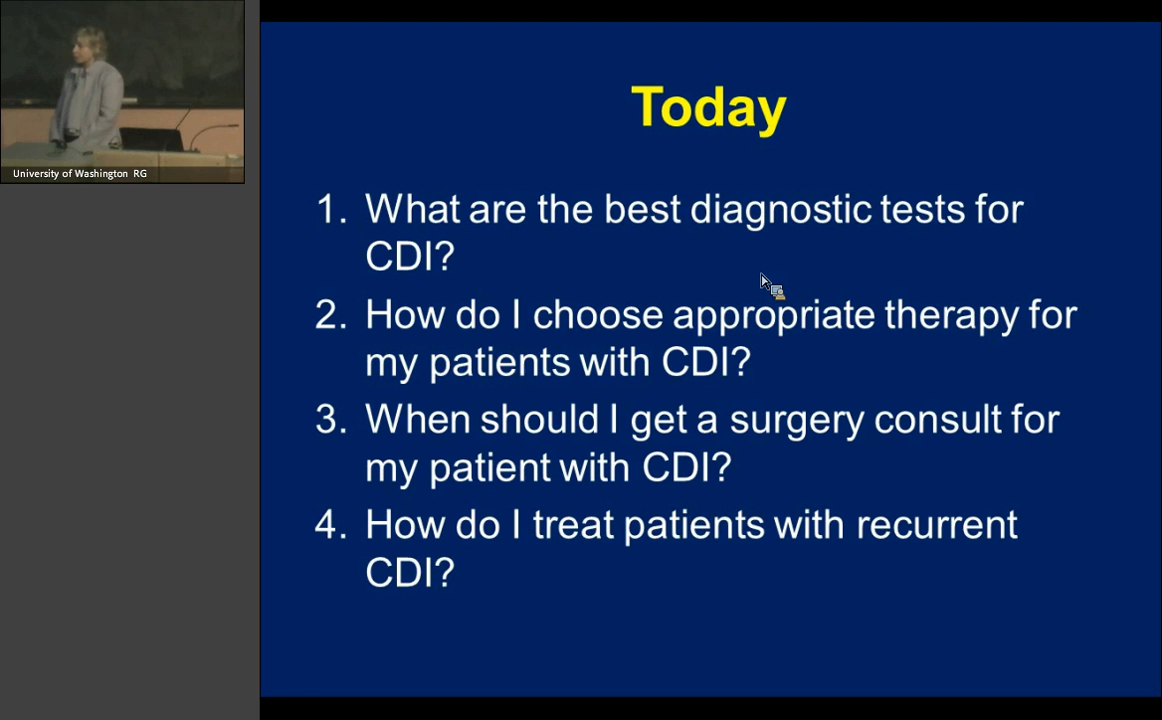 Today
1. What are the best diagnostic tests for
CDI?
2. How do I choose appropriate therapy for
my patients with CDI?
3. When should I get a surgery consult for
my patient with CDI?
4. How do I treat patients with recurrent
CDI?
University of Washington RG